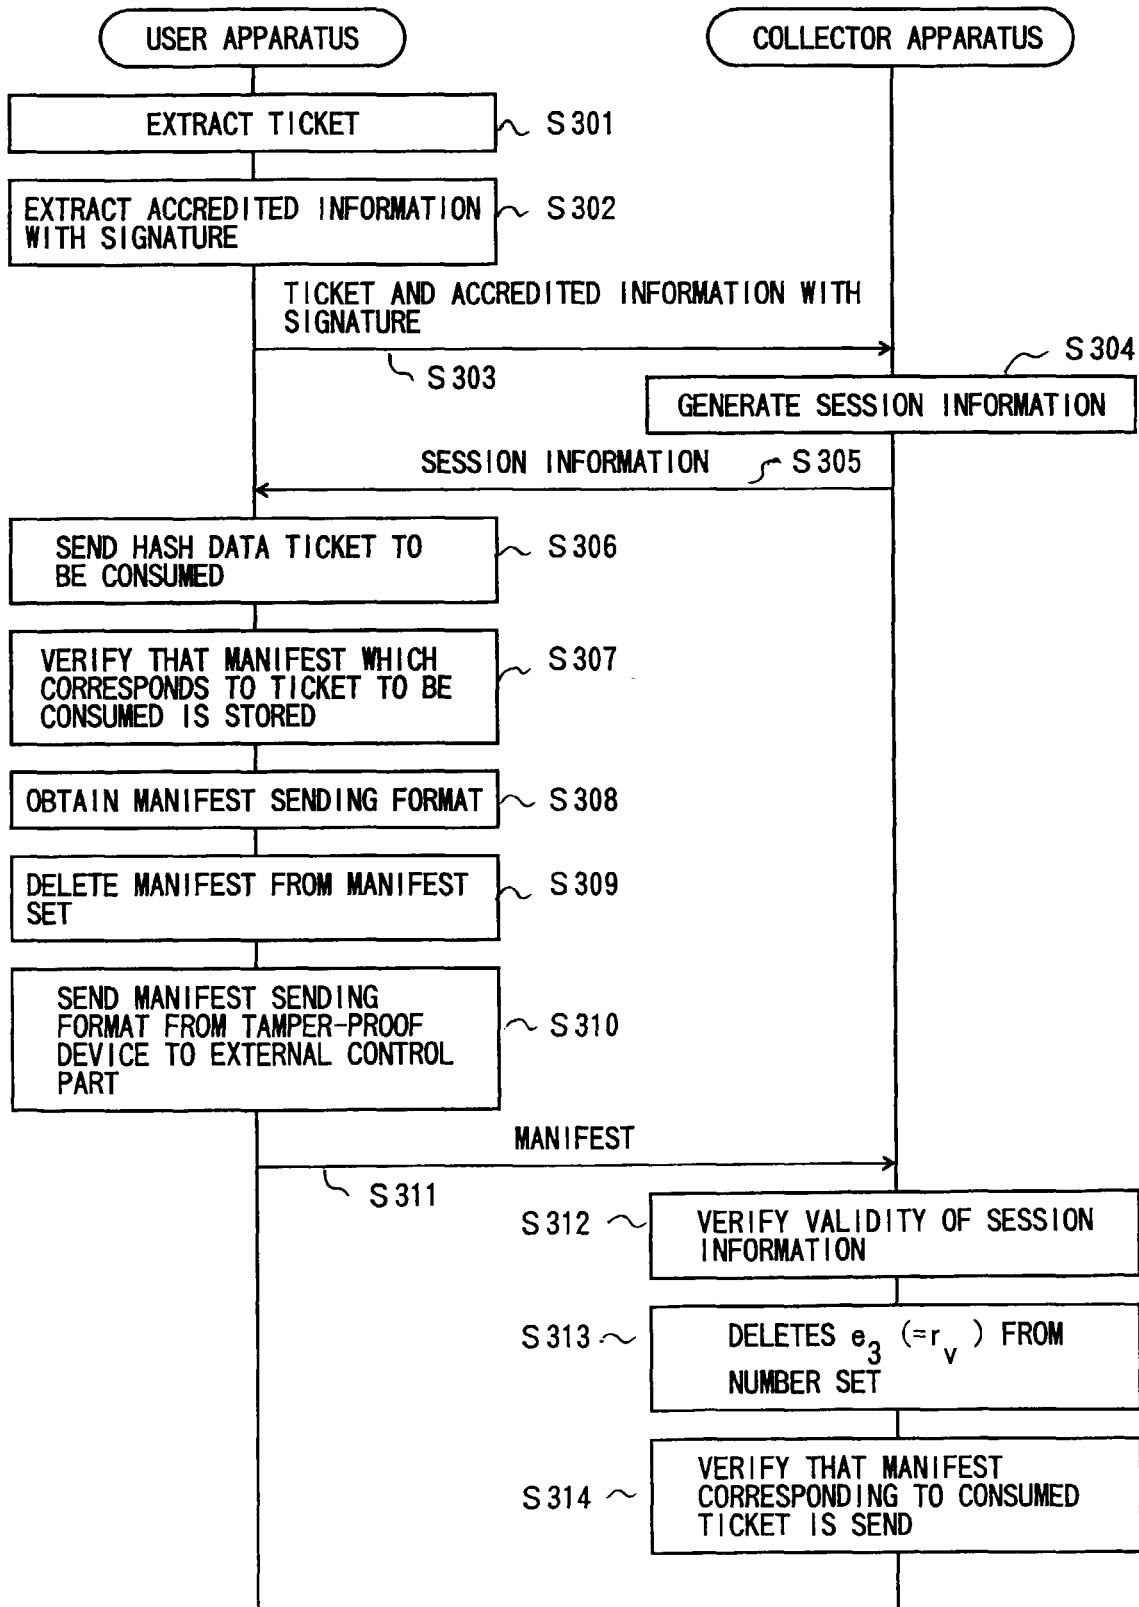 USER APPARATUS
COLLECTOR APPARATUS
EXTRACT TICKET
S301
EXTRACT ACCREDITED INFORMATION
WITH SIGNATURE
S302
TICKET AND ACCREDITED INFORMATION WITH
SIGNATURE
S303
S304
GENERATE SESSION INFORMATION
SESSION INFORMATION
S305
SEND HASH DATA TICKET TO
BE CONSUMED
S306
VERIFY THAT MANIFEST WHICH
CORRESPONDS TO TICKET TO BE
CONSUMED IS STORED
S307
OBTAIN MANIFEST SENDING FORMAT
S308
DELETE MANIFEST FROM MANIFEST
SET
S309
SEND MANIFEST SENDING
FORMAT FROM TAMPER-PROOF
DEVICE TO EXTERNAL CONTROL
PART
S310
MANIFEST
S311
S312
VERIFY VALIDITY OF SESSION
INFORMATION
S313
DELETES e3 (=rv) FROM
NUMBER SET
S314
VERIFY THAT MANIFEST
CORRESPONDING TO CONSUMED
TICKET IS SEND